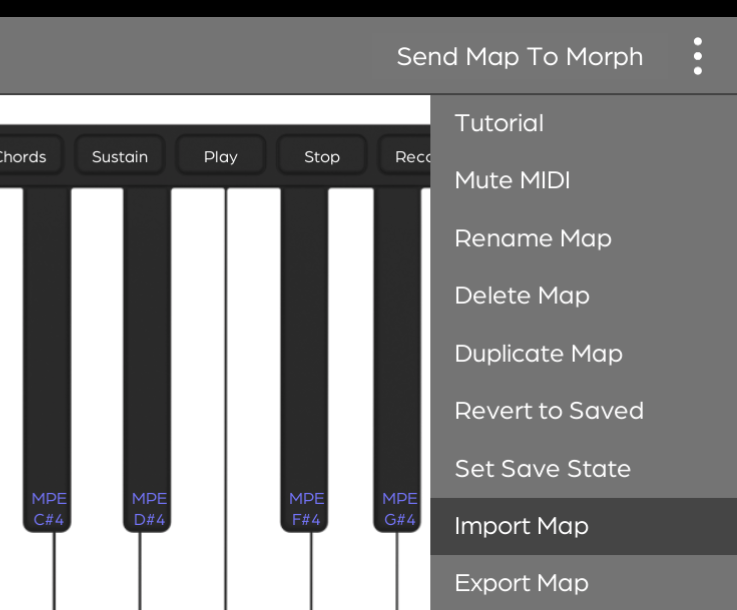 Send Map To Morph
Tutorial
Chords Sustain Play Stop
Mute MIDI
Rename Map
Delete Map
Duplicate Map
Revert to Saved
Set Save State
MPE MPE MPE MPE
C#4 D#4 F#4 G#4
Import Map
Export Map